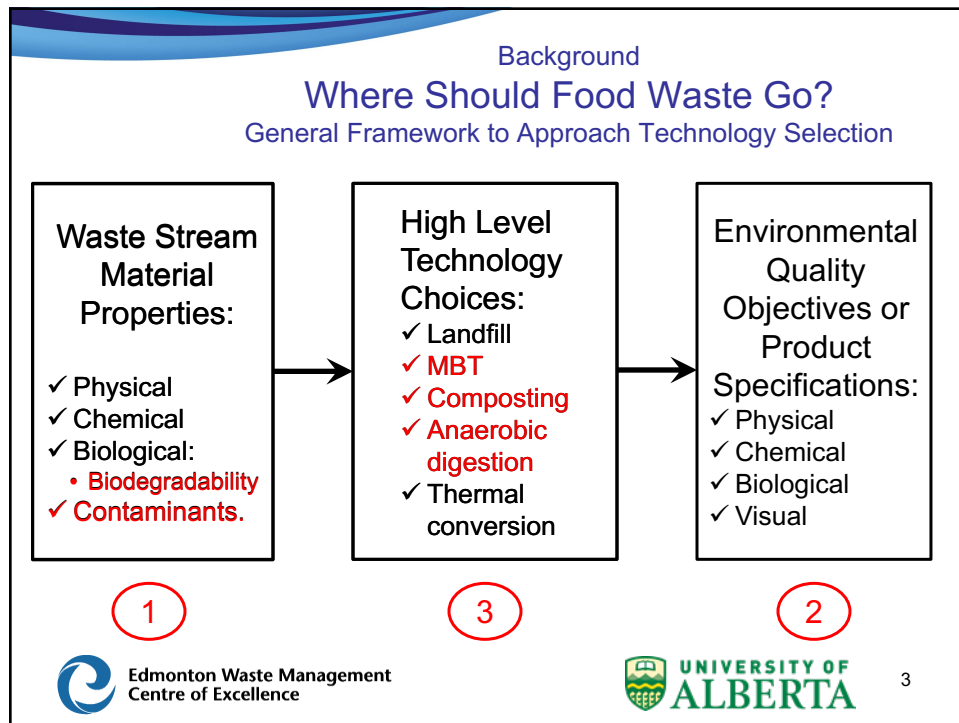 Background
Where Should Food Waste Go?
General Framework to Approach Technology Selection
Waste Stream
Material
Properties:
✓ Physical
✓ Chemical
✓ Biological:
• Biodegradability
✓ Contaminants.
High Level
Technology
Choices:
✓ Landfill
✓ MBT
✓ Composting
✓ Anaerobic
digestion
✓ Thermal
conversion
Environmental
Quality
Objectives or
Product
Specifications:
✓ Physical
✓ Chemical
✓ Biological
✓ Visual
1
3
2
Edmonton Waste Management
Centre of Excellence
UNIVERSITY OF
ALBERTA
3